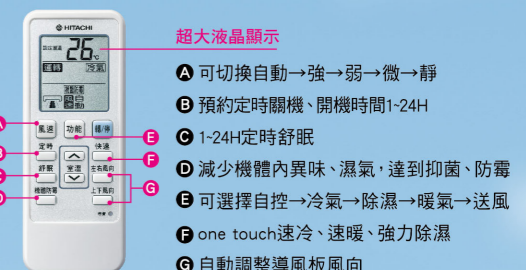 HITACHI
超大液晶顯示
26
運轉
冷氣
自動
風速
功能
轉/停
定時
快速
舒眠
室溫
左右風向
機體防霉
上下風向
A 可切換自動→強→弱→微→靜
B 預約定時關機、開機時間1~24H
C 1~24H定時舒眠
D 減少機體內異味、濕氣,達到抑菌、防霉
E 可選擇自控→冷氣→除濕→暖氣→送風
F one touch速冷、速暖、強力除濕
G 自動調整導風板風向
A
B
C
D
E
F
G